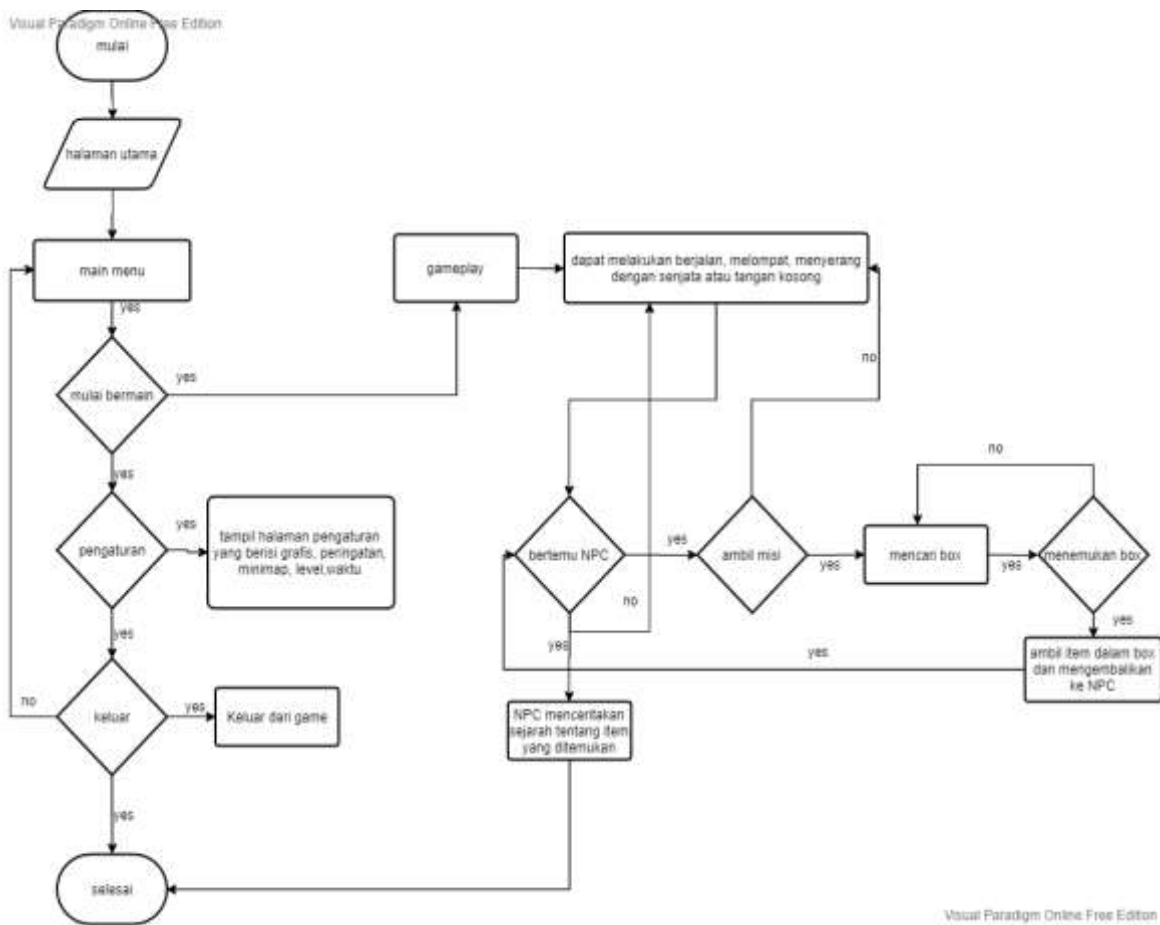 Visual Paradigm Online Free Edition
mulai
halaman utama
main menu
yes
gameplay
dapat melakukan berjalan, melompat, menyerang
dengan senjata atau tangan kosong
mulai bermain
yes
no
yes
no
pengaturan
yes
tampil halaman pengaturan
yang berisi grafis, peringatan,
minimap, level,waktu
bertemu NPC
yes
ambil misi
yes
mencari box
yes
menemukan box
no
yes
yes
yes
yes
ambil item dalam box
dan mengembalikan
ke NPC
no
keluar
yes
Keluar dari game
NPC menceritakan
sejarah tentang item
yang ditemukan
yes
selesai
Visual Paradigm Online Free Edition